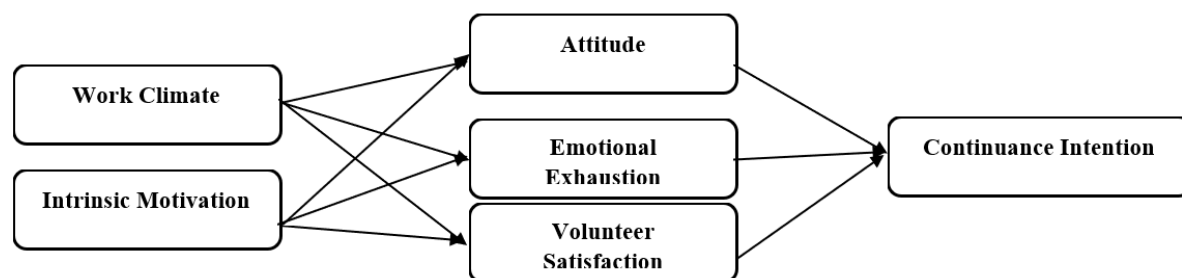 Work Climate
Intrinsic Motivation
Attitude
Emotional
Exhaustion
Volunteer
Satisfaction
Continuance Intention